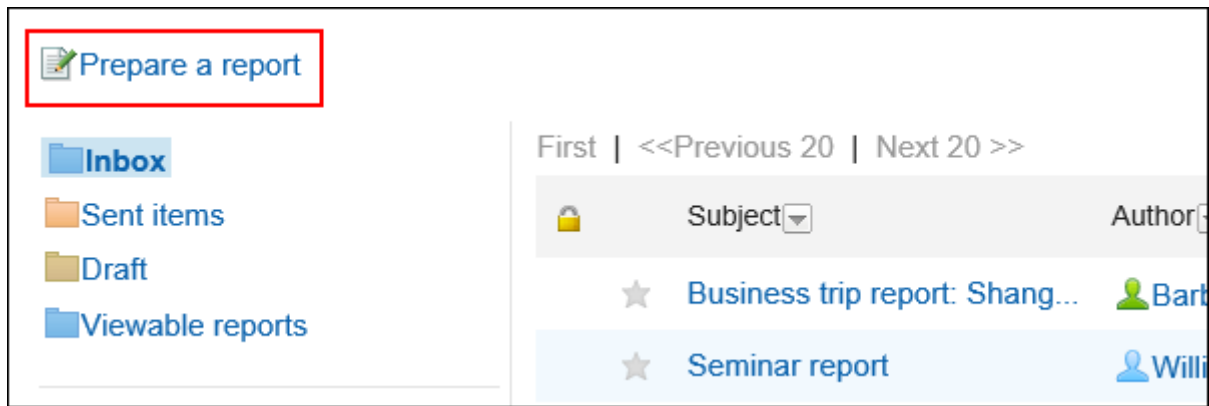 Prepare a report
Inbox
Sent items
Draft
Viewable reports
First | <<Previous 20 | Next 20 >>
Subject Author
Business trip report: Shang...
Seminar report